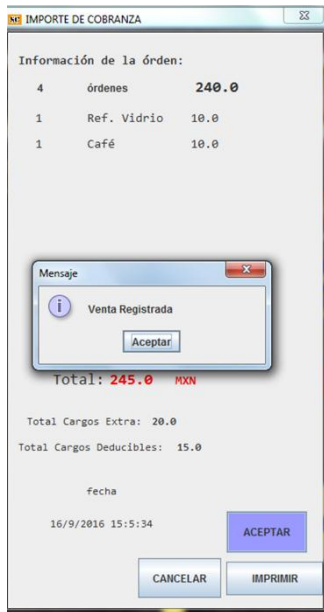 IMPORTE DE COBRANZA
Información de la órden:
4 órdenes 240.0
1 Ref. Vidrio 10.0
1 Café 10.0
Mensaje
Venta Registrada
Aceptar
Total: 245.0 MXN
Total Cargos Extra: 20.0
Total Cargos Deducibles: 15.0
fecha
16/9/2016 15:5:34
ACEPTAR
CANCELAR IMPRIMIR